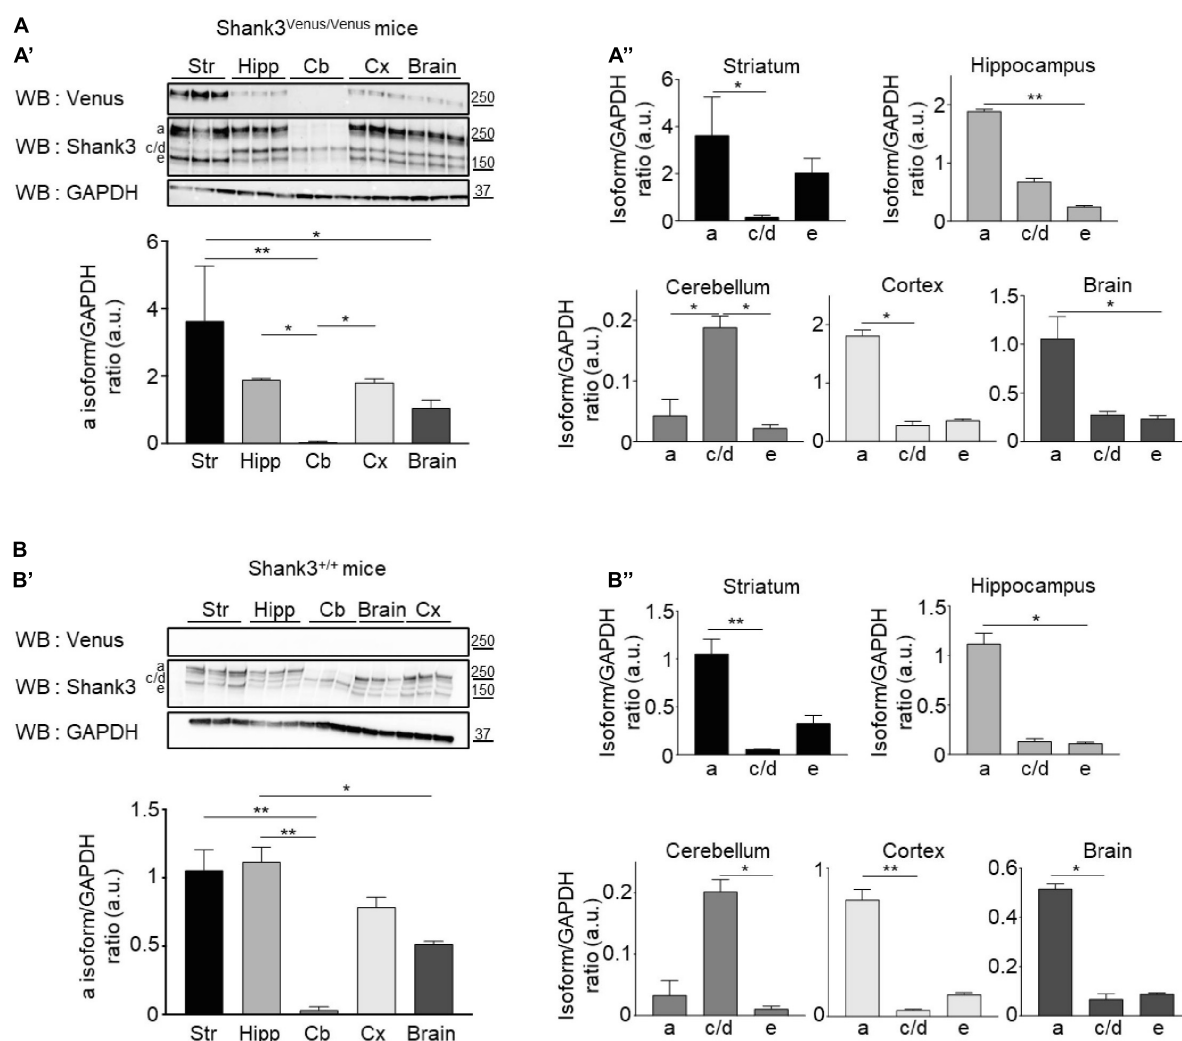 A
Shank3Venus/Venus mice
A'
Str Hipp Cb Cx Brain
WB : Venus
250
WB : Shank3
a
c/d
e
250
150
WB : GAPDH
37
a isoform/GAPDH
ratio (a.u.)
6
4
2
0
*
**
*
*
Str Hipp Cb Cx Brain
A''
Striatum
Isoform/GAPDH
ratio (a.u.)
6
4
2
0
*
a c/d e
Hippocampus
Isoform/GAPDH
ratio (a.u.)
2
1
0
**
a c/d e
Cerebellum
Isoform/GAPDH
ratio (a.u.)
0.2
0.1
0
* *
a c/d e
Cortex
2
1
0
*
a c/d e
Brain
1.5
1.0
0.5
0
*
a c/d e
B
B'
Shank3+/+ mice
Str Hipp Cb Brain Cx
WB : Venus
250
WB : Shank3
a
c/d
e
250
150
WB : GAPDH
37
a isoform/GAPDH
ratio (a.u.)
1.5
1
0.5
0
*
**
**
Str Hipp Cb Cx Brain
B''
Striatum
Isoform/GAPDH
ratio (a.u.)
1.5
1
0.5
0
**
a c/d e
Hippocampus
Isoform/GAPDH
ratio (a.u.)
1.5
1
0.5
0
*
a c/d e
Cerebellum
Isoform/GAPDH
ratio (a.u.)
0.2
0.1
0
*
a c/d e
Cortex
1
0
**
a c/d e
Brain
0.6
0.4
0.2
0
*
a c/d e